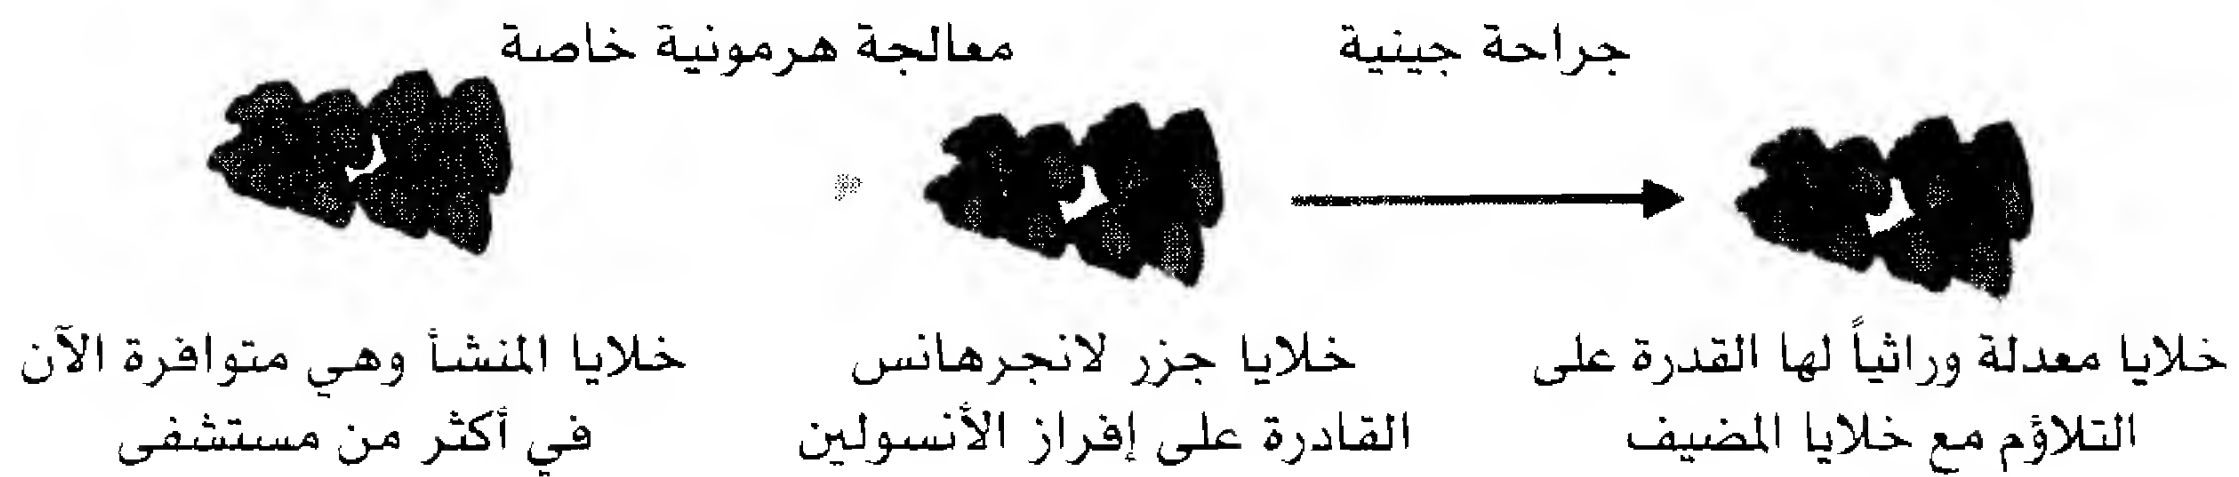 معالجة هرمونية خاصة
جراحة جينية
خلايا المنشأ وهي متوافرة الآن
في أكثر من مستشفى
خلايا جزر لانجرهانس
القادرة على إفراز الأنسولين
خلايا معدلة وراثياً لها القدرة على
التلاؤم مع خلايا المضيف